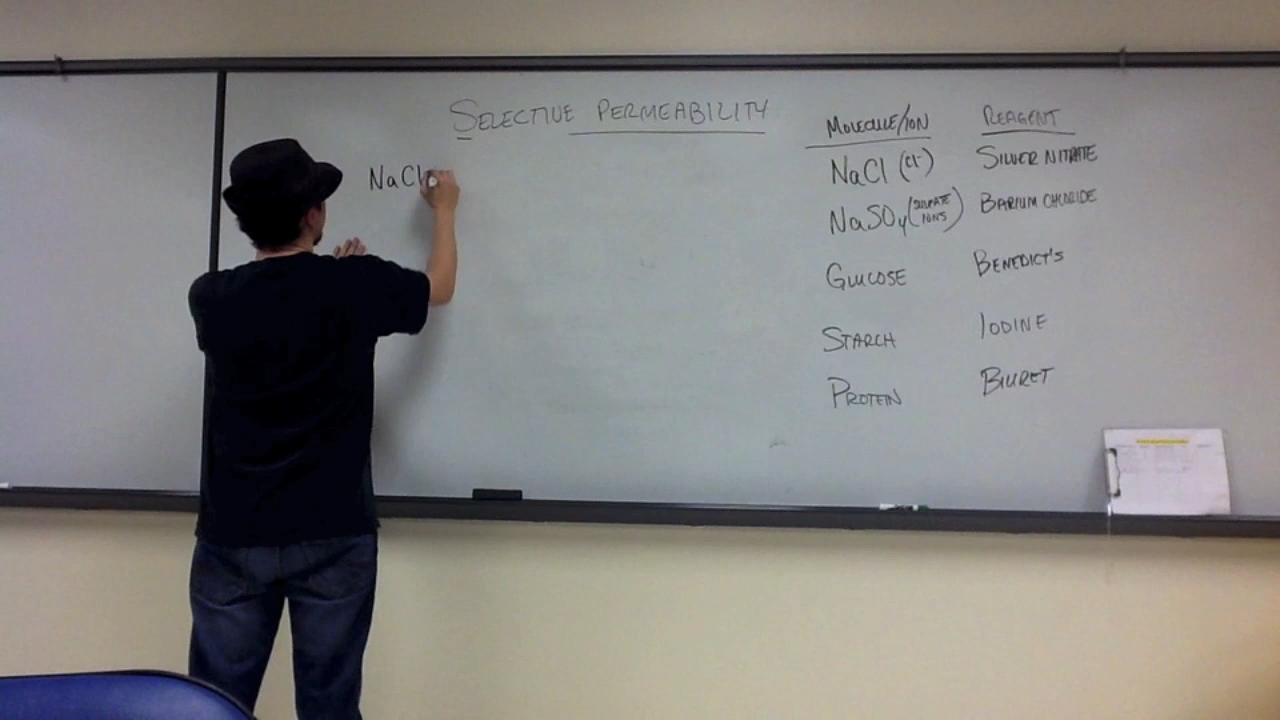 SELECTIVE PERMEABILITY
NaCl
MOLECULE/ION REAGENT
NaCl (Cl-) SILVER NITRATE
NaSO4 (SULFATE IONS) BARIUM CHLORIDE
GLUCOSE BENEDICT'S
STARCH IODINE
PROTEIN BIURET